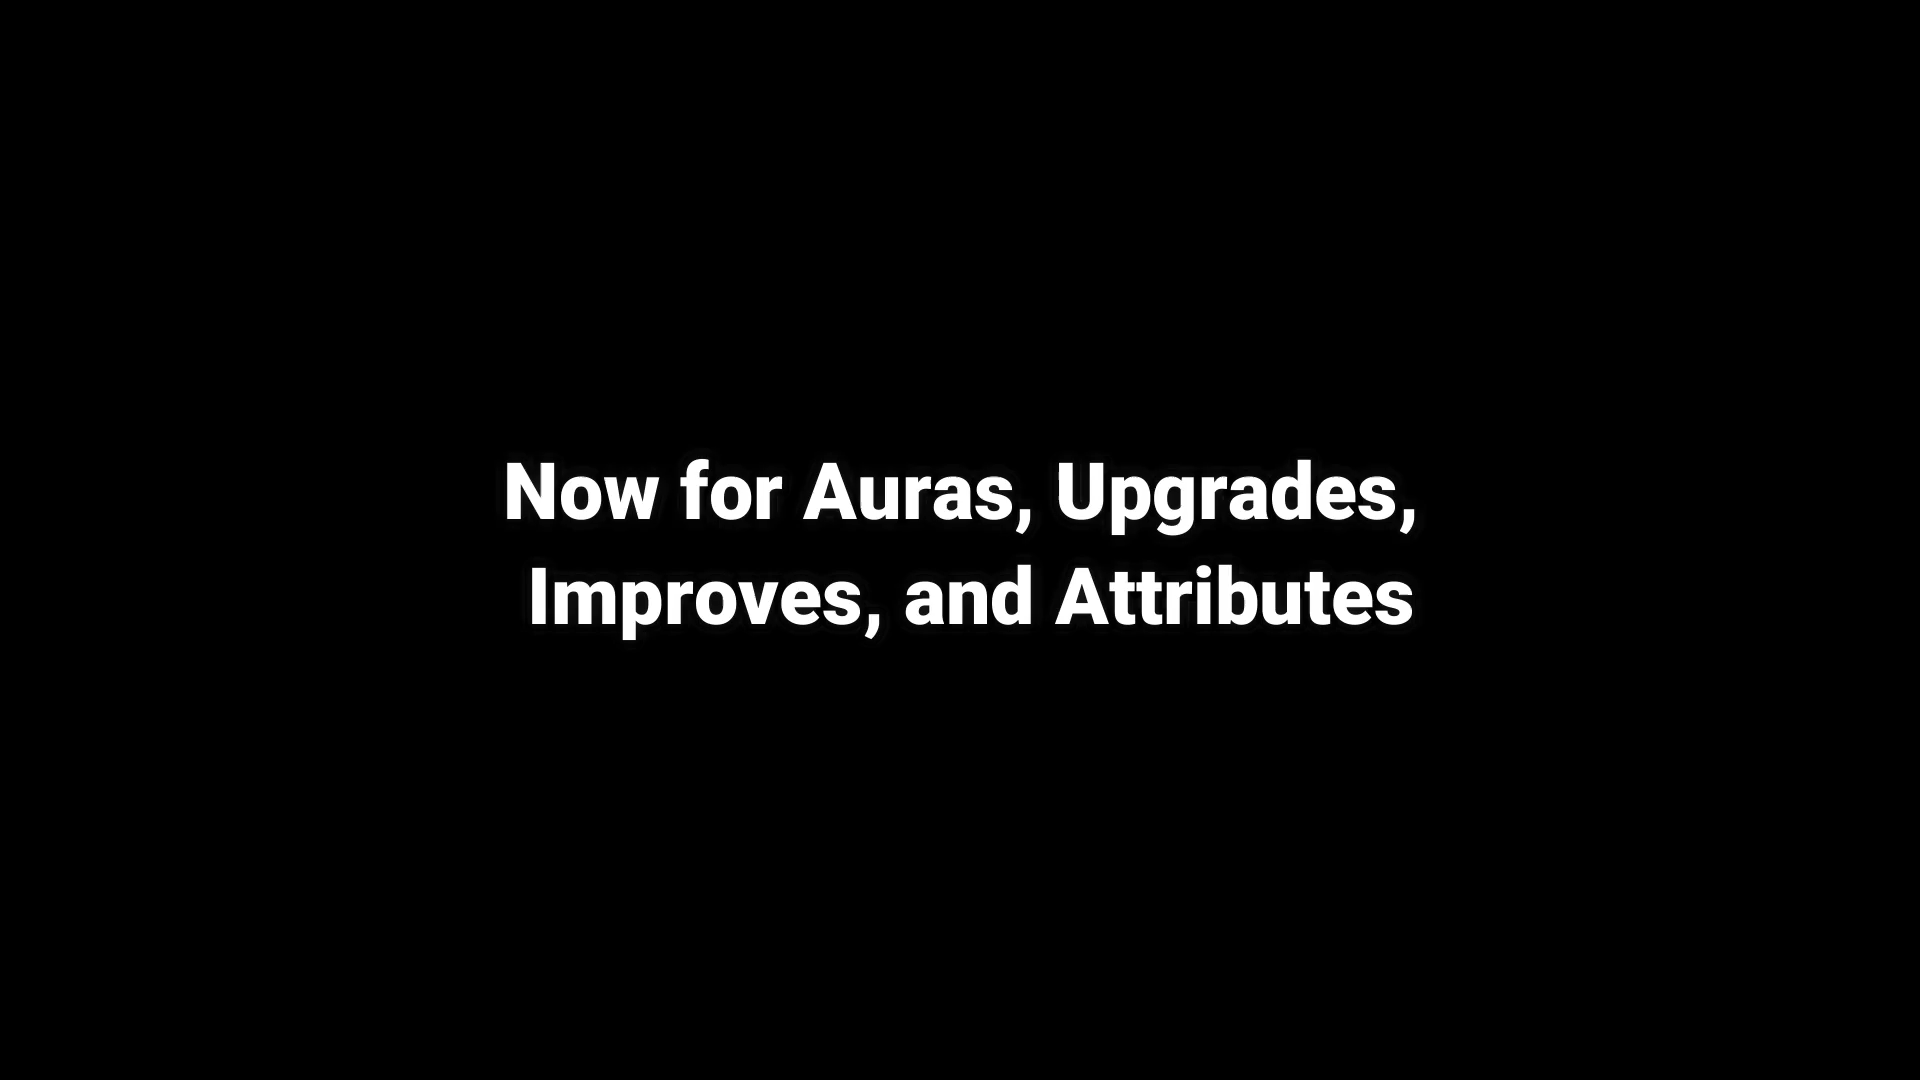 Now for Auras, Upgrades,
Improves, and Attributes